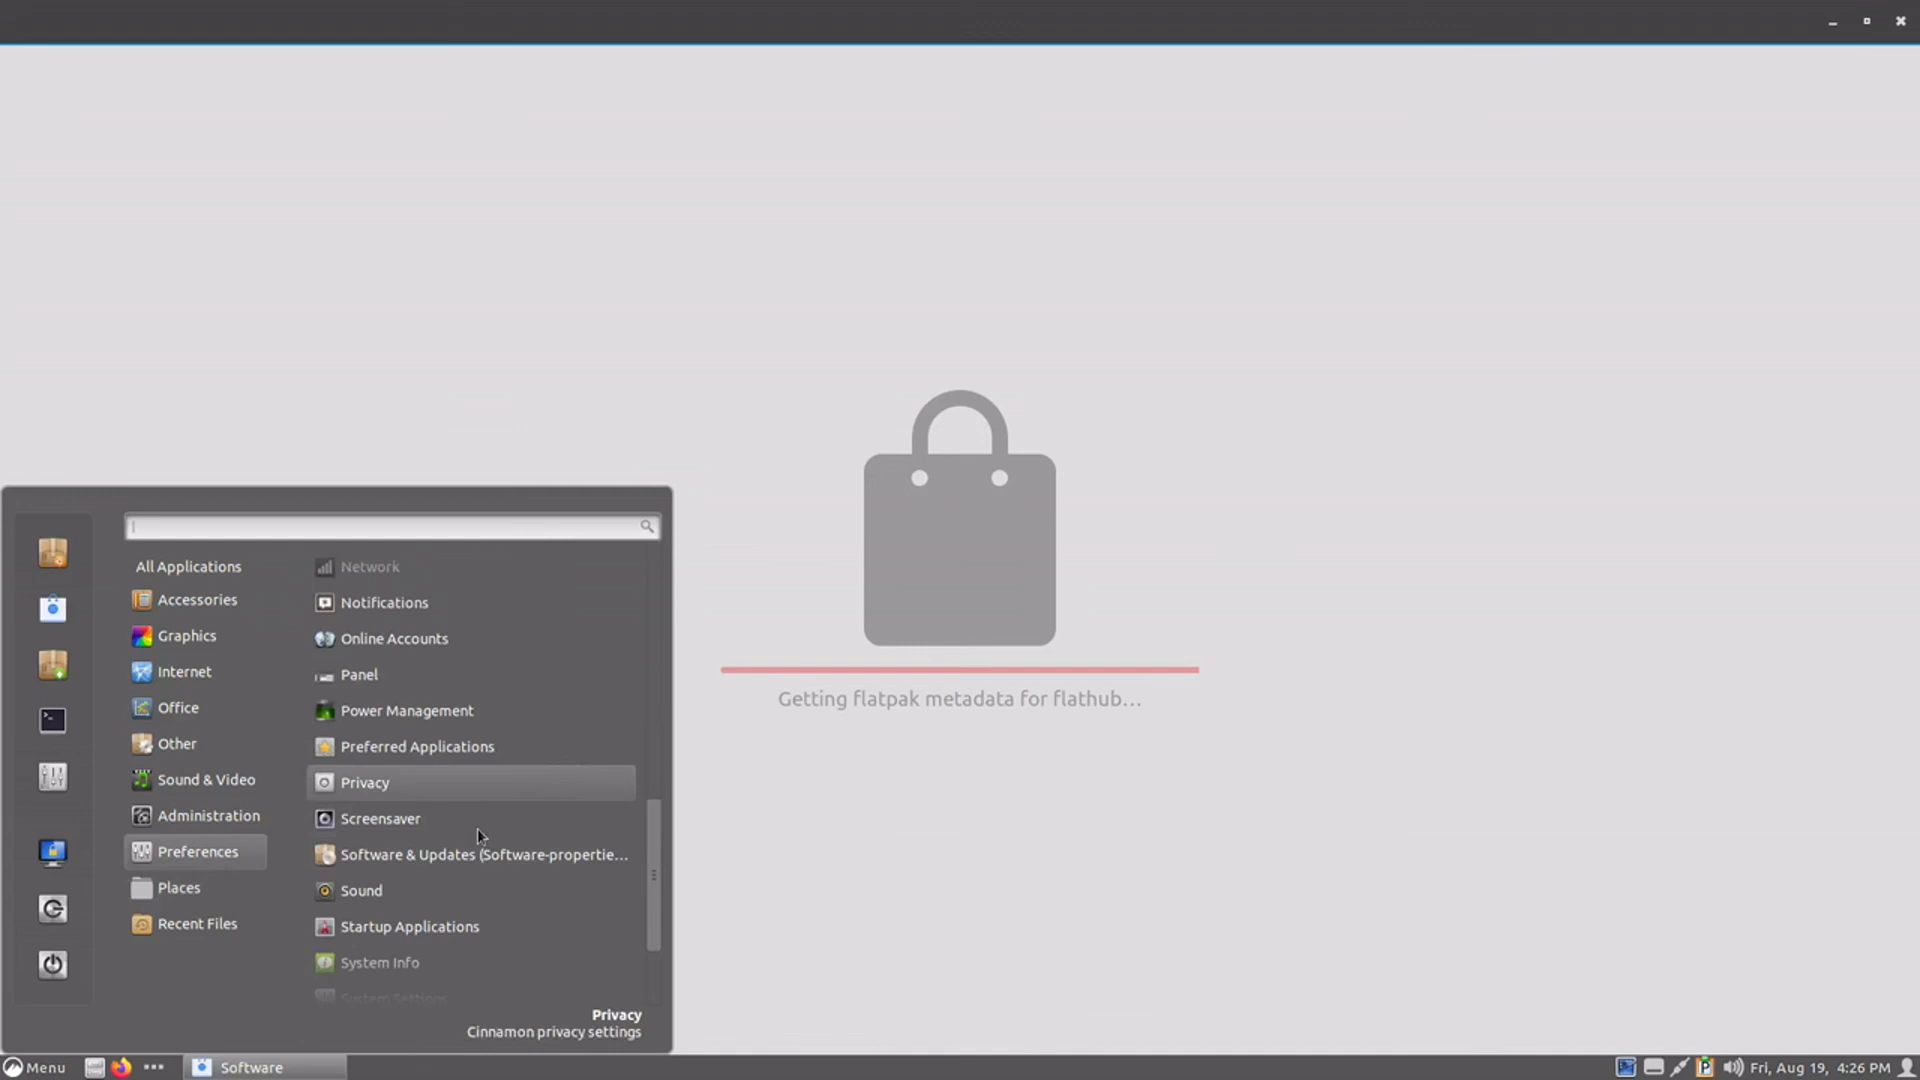 All Applications
Accessories
Graphics
Internet
Office
Other
Sound & Video
Administration
Preferences
Places
Recent Files
Network
Notifications
Online Accounts
Panel
Power Management
Preferred Applications
Privacy
Screensaver
Software & Updates (Software-propertie...
Sound
Startup Applications
System Info
System Settings
Privacy
Cinnamon privacy settings
Getting flatpak metadata for flathub...
Menu
Software
Fri, Aug 19, 4:26 PM